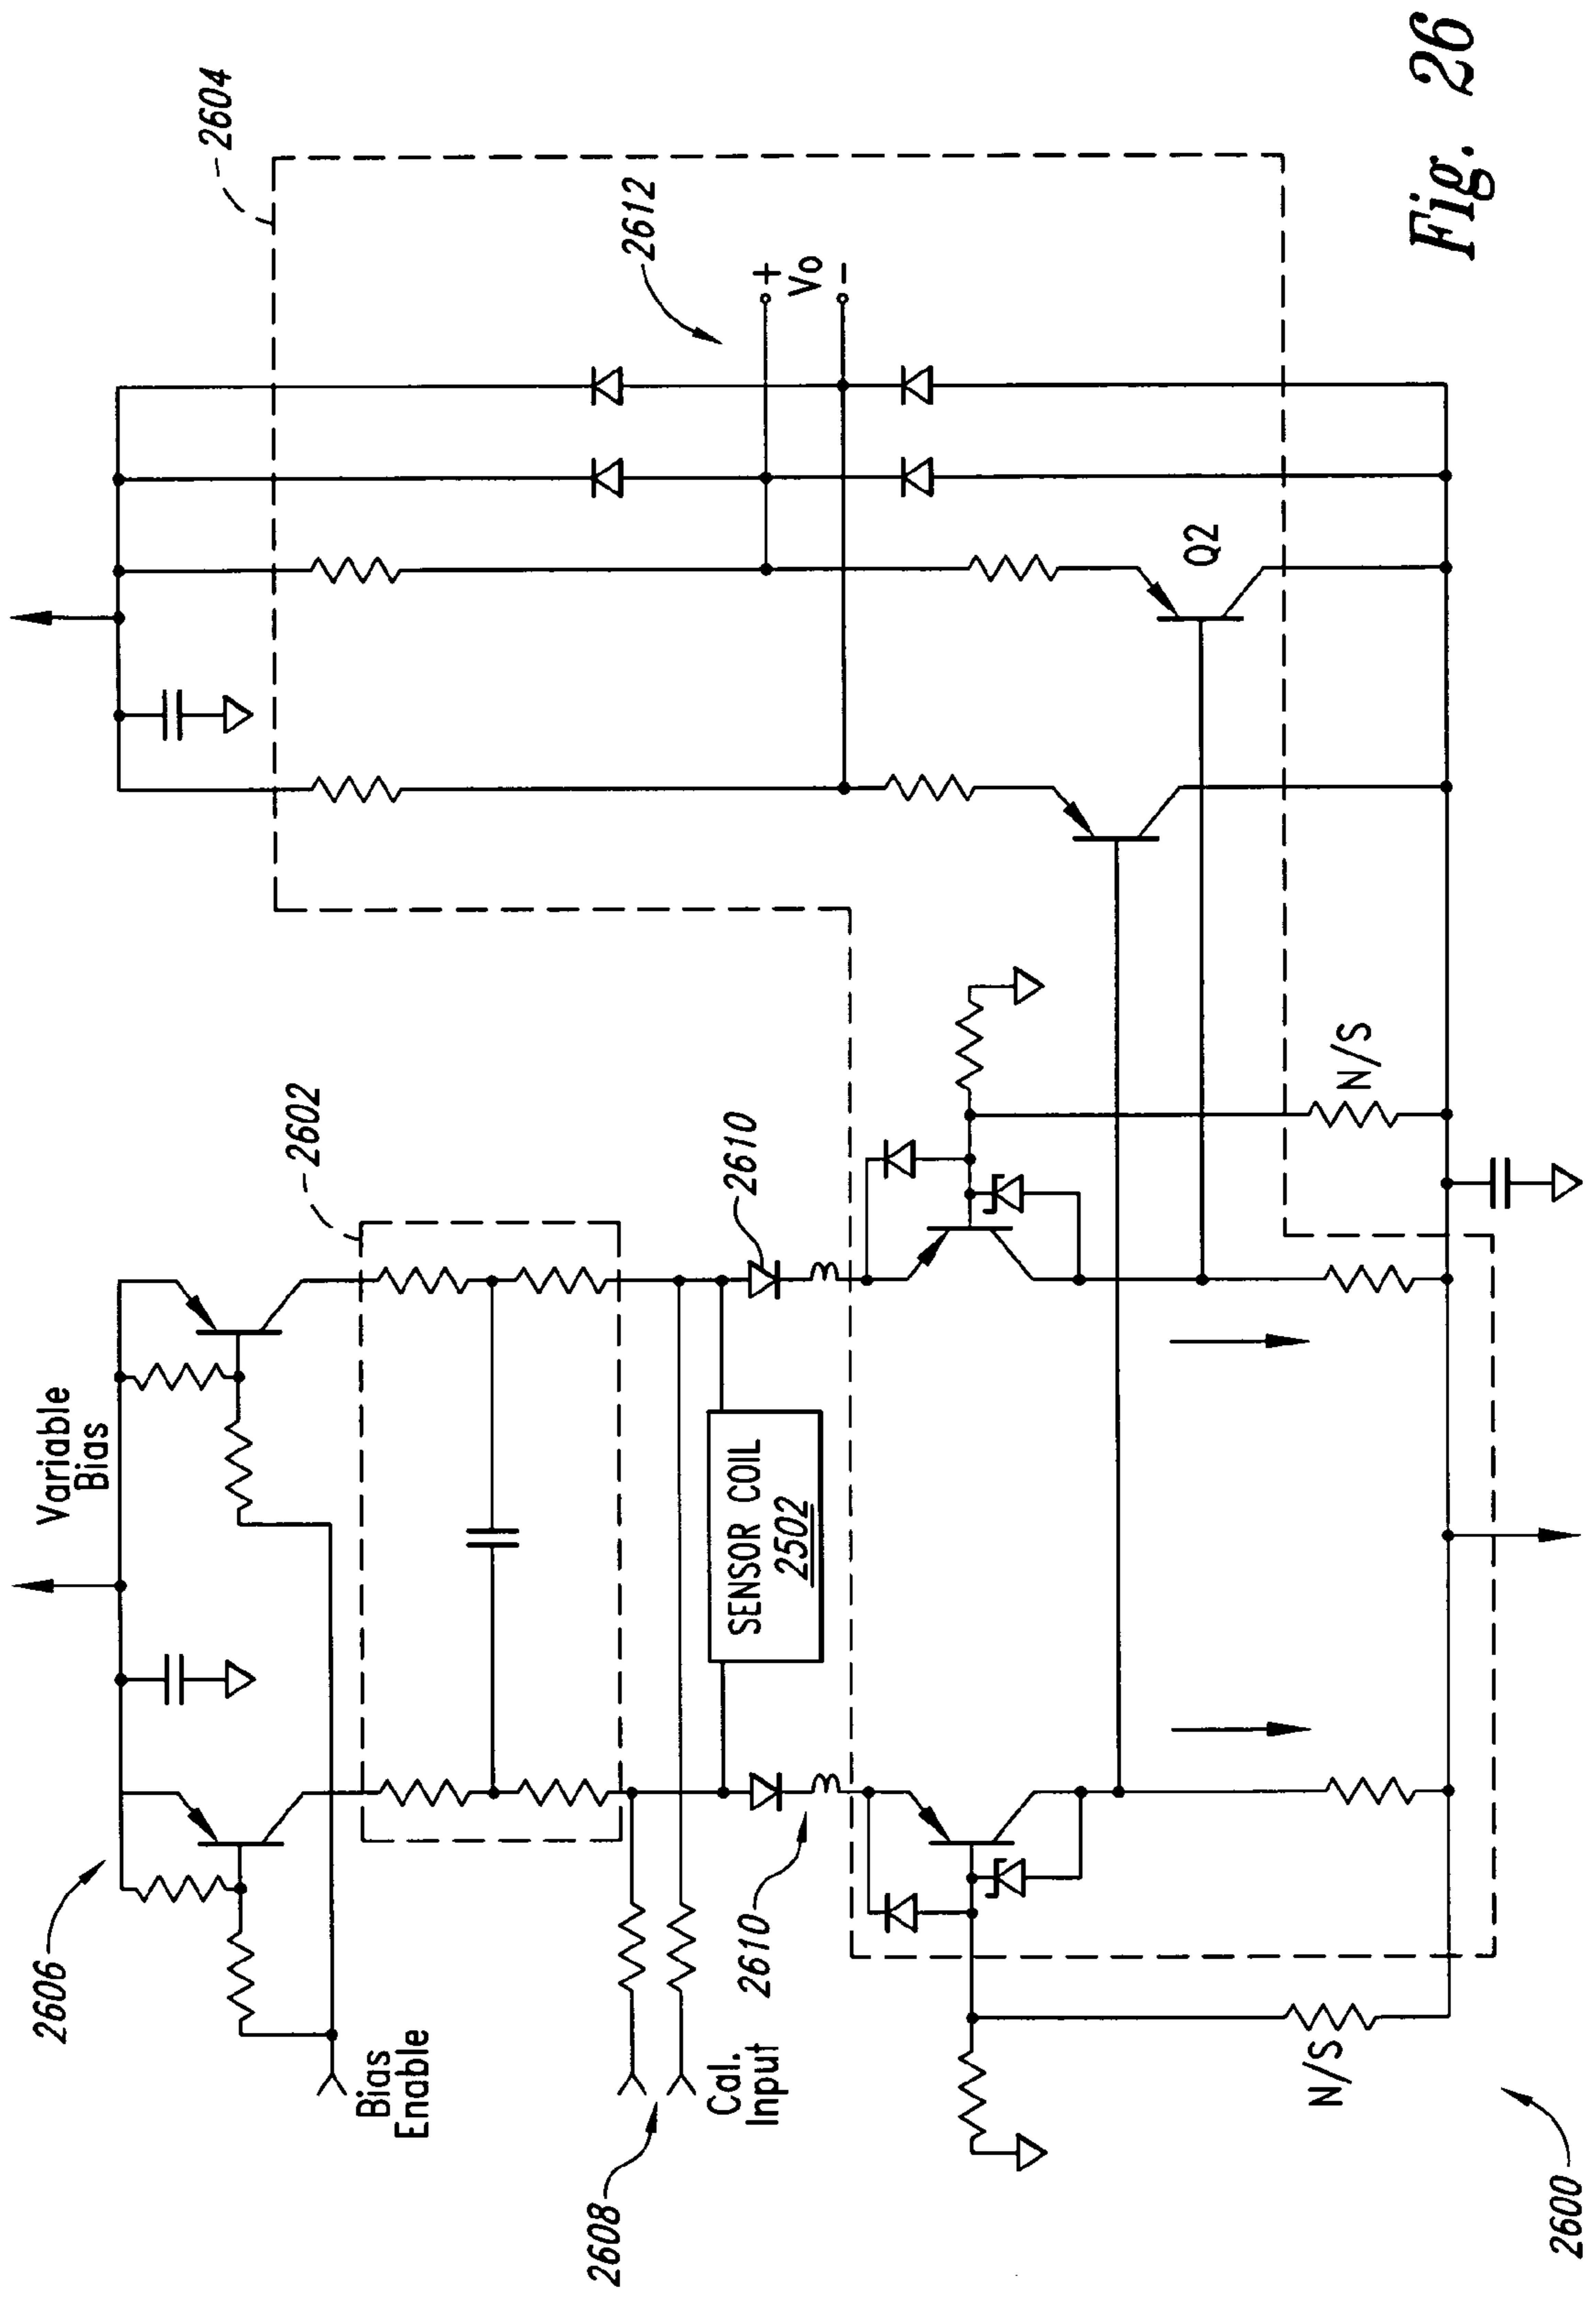 2604
2612
+
Vo
-
Q2
N/S
2602
2610
Variable
Bias
SENSOR COIL
2502
2606
Bias
Enable
2610
Cal.
Input
2608
N/S
2600
Fig. 26